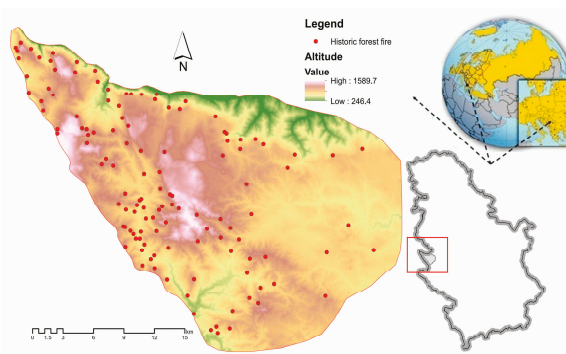 Legend
Historic forest fire
Altitude
Value
High : 1589.7
Low : 246.4
N
km
0 1.5 3 6 9 12 15